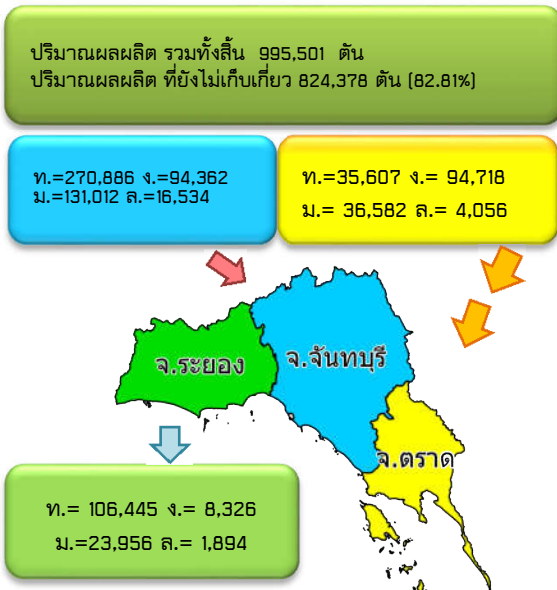 ปริมาณผลผลิต รวมทั้งสิ้น 995,501 ตัน
ปริมาณผลผลิต ที่ยังไม่เก็บเกี่ยว 824,378 ตัน (82.81%)
ท.=270,886 ง.=94,362
ม.=131,012 ล.=16,534
ท.=35,607 ง.= 94,718
ม.= 36,582 ล.= 4,056
จ.ระยอง
จ.จันทบุรี
จ.ตราด
ท.= 106,445 ง.= 8,326
ม.=23,956 ล.= 1,894